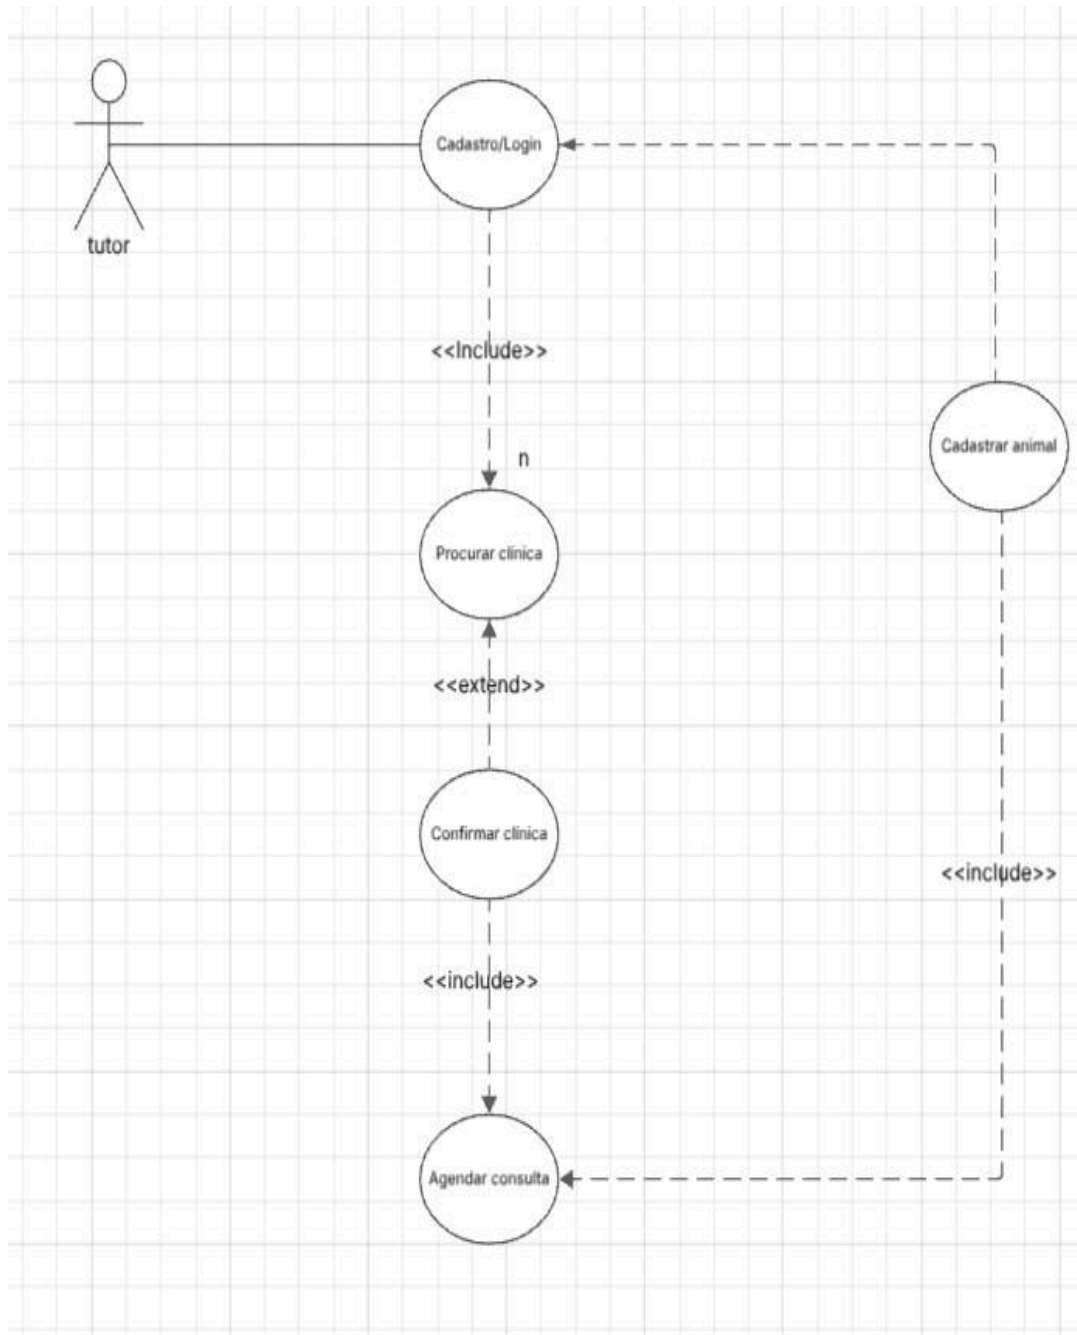 Cadastro/Login
tutor
<<Include>>
n
Cadastrar animal
Procurar clínica
<<extend>>
Confirmar clínica
<<include>>
<<include>>
Agendar consulta